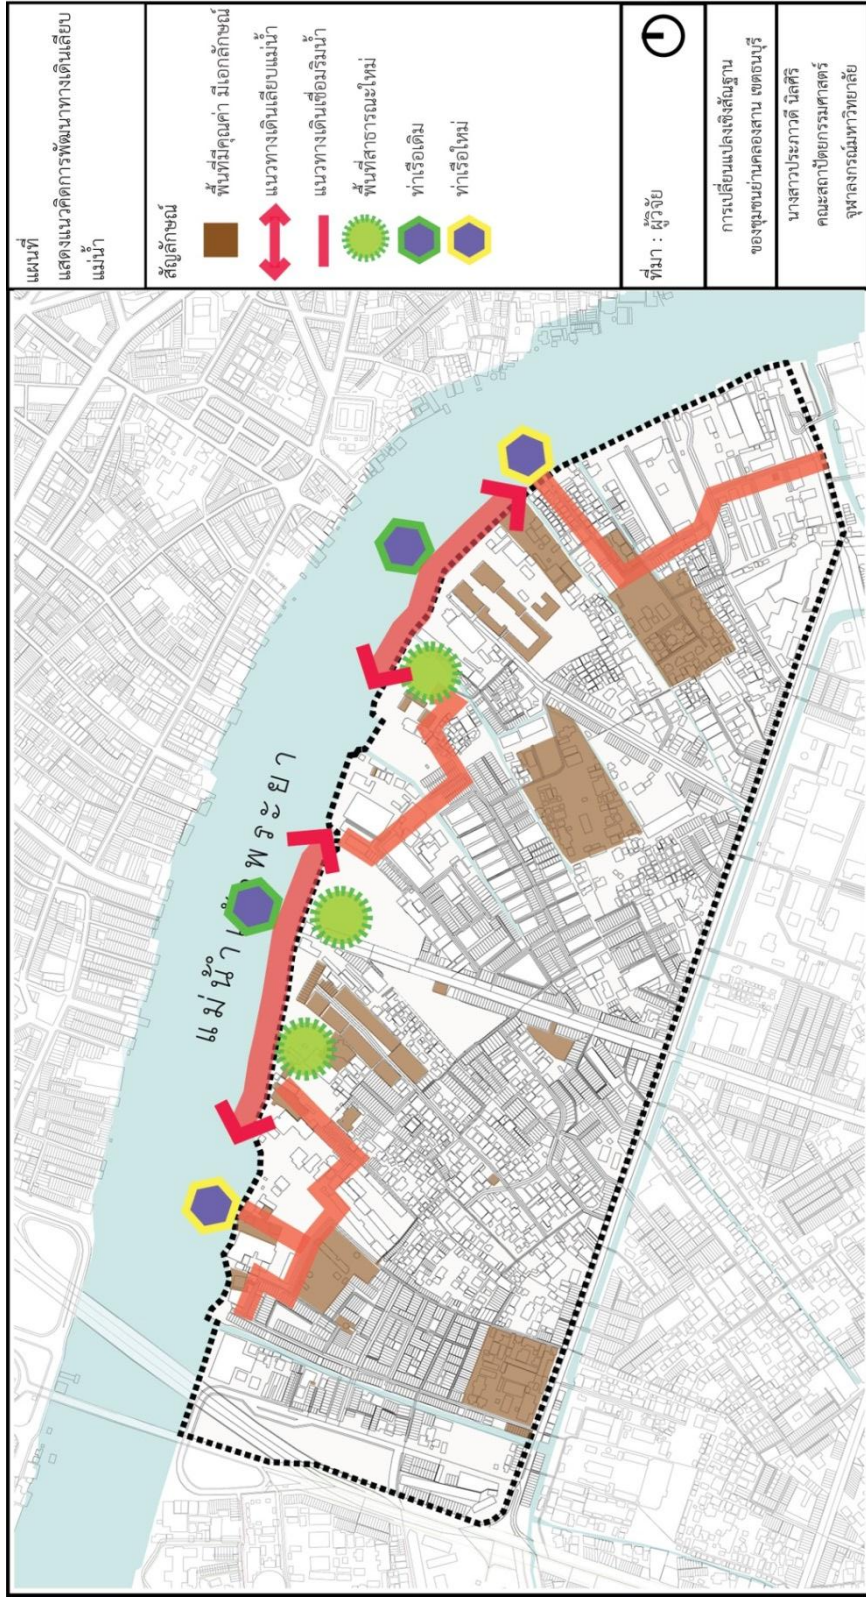 แผนที่
แสดงแนวคิดการพัฒนาทางเดินเลียบ
แม่น้ำ
สัญลักษณ์
พื้นที่มีคุณค่า มีเอกลักษณ์
แนวทางเดินเลียบแม่น้ำ
แนวทางเดินเชื่อมริมน้ำ
พื้นที่สาธารณะใหม่
ท่าเรือเดิม
ท่าเรือใหม่
ที่มา : ผู้วิจัย
การเปลี่ยนแปลงเชิงสัณฐาน
ของชุมชนย่านคลองสาน เขตธนบุรี
นางสาวประภาวดี นิลศิริ
คณะสถาปัตยกรรมศาสตร์
จุฬาลงกรณ์มหาวิทยาลัย
แม่น้ำเจ้าพระยา